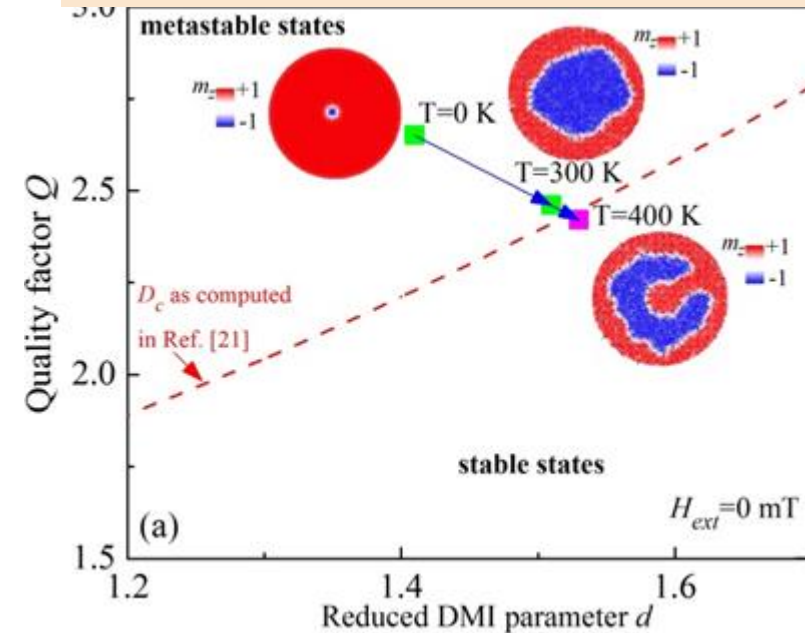 3.0
metastable states
m_z +1
-1
T=0 K
m_z +1
-1
T=300 K
T=400 K
m_z +1
-1
2.5
2.0
1.5
Quality factor Q
D_c as computed
in Ref. [21]
stable states
(a)
H_ext=0 mT
1.2
1.4
1.6
Reduced DMI parameter d